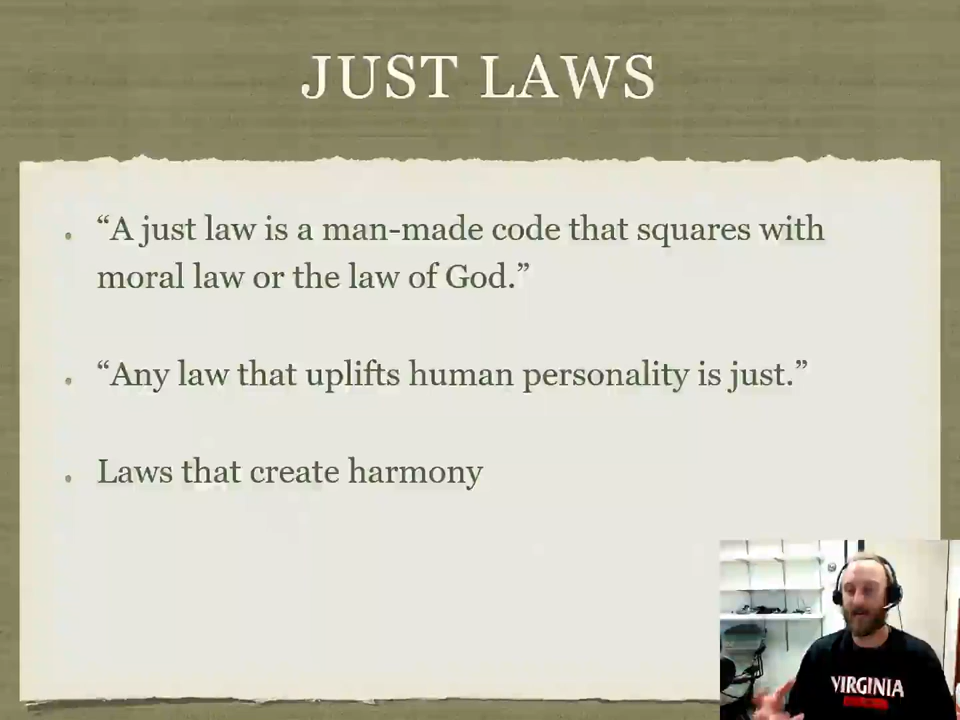 JUST LAWS
• “A just law is a man-made code that squares with
moral law or the law of God.”
• “Any law that uplifts human personality is just.”
• Laws that create harmony
VIRGINIA